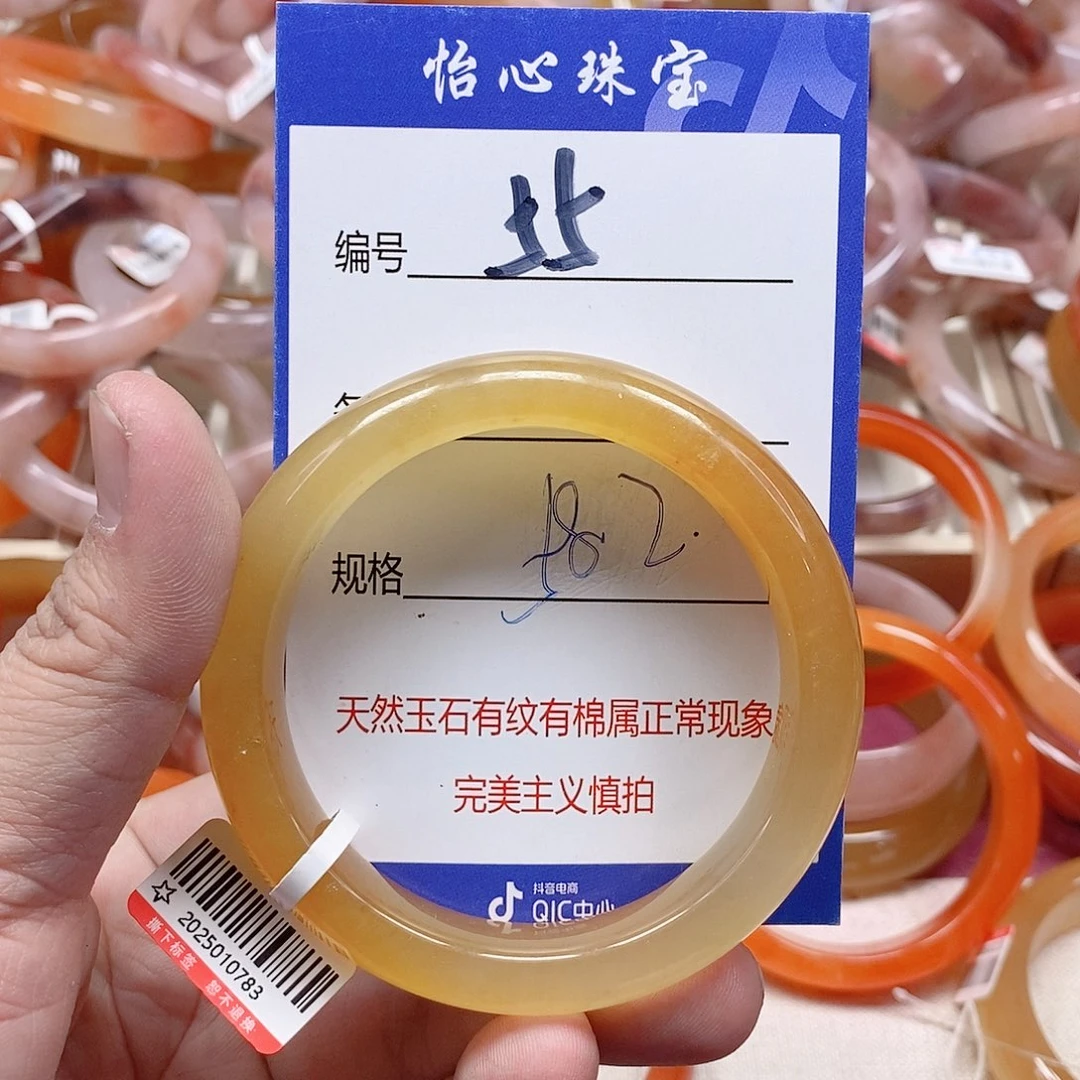 怡心珠宝
编号 北
规格
天然玉石有纹有棉属正常现象
完美主义慎拍
抖音电商
QIC中心
2025010783
撕下标签 恕不退换